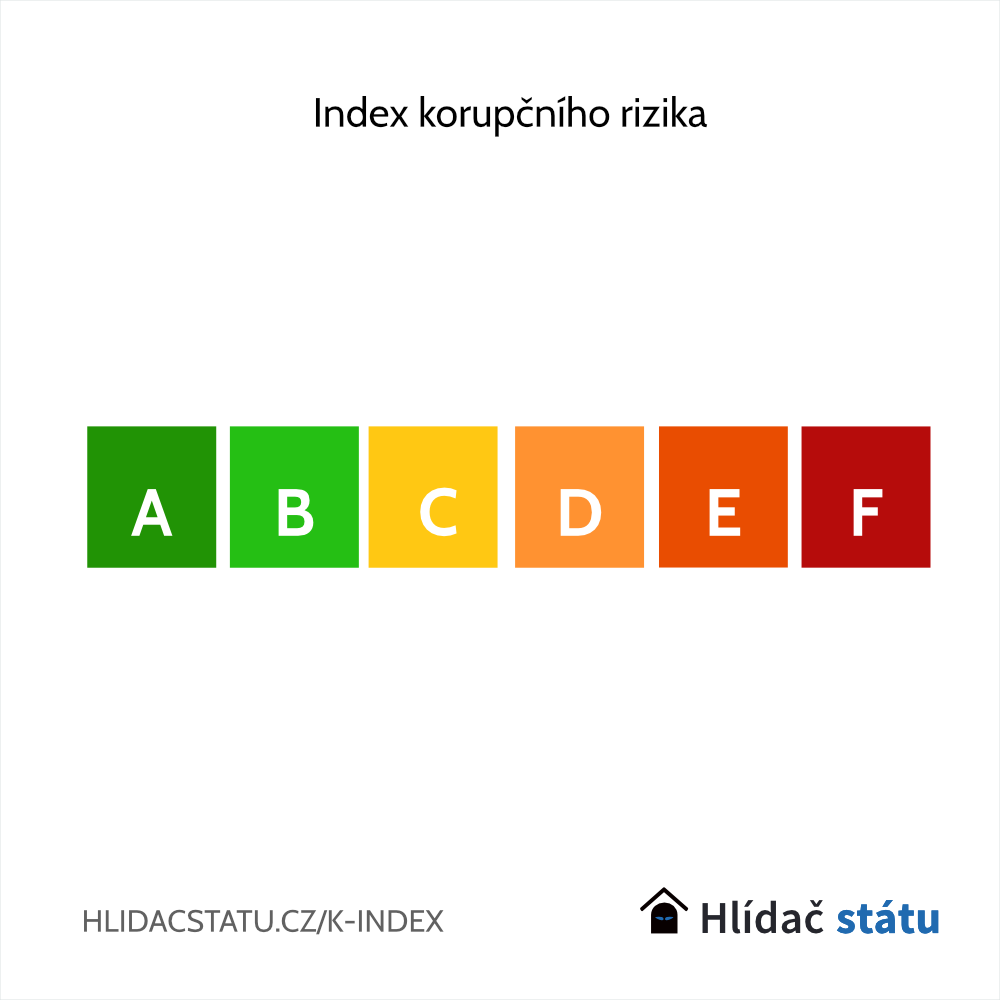 Index korupčního rizika
A B C D E F
HLIDACSTATU.CZ/K-INDEX
Hlídač státu